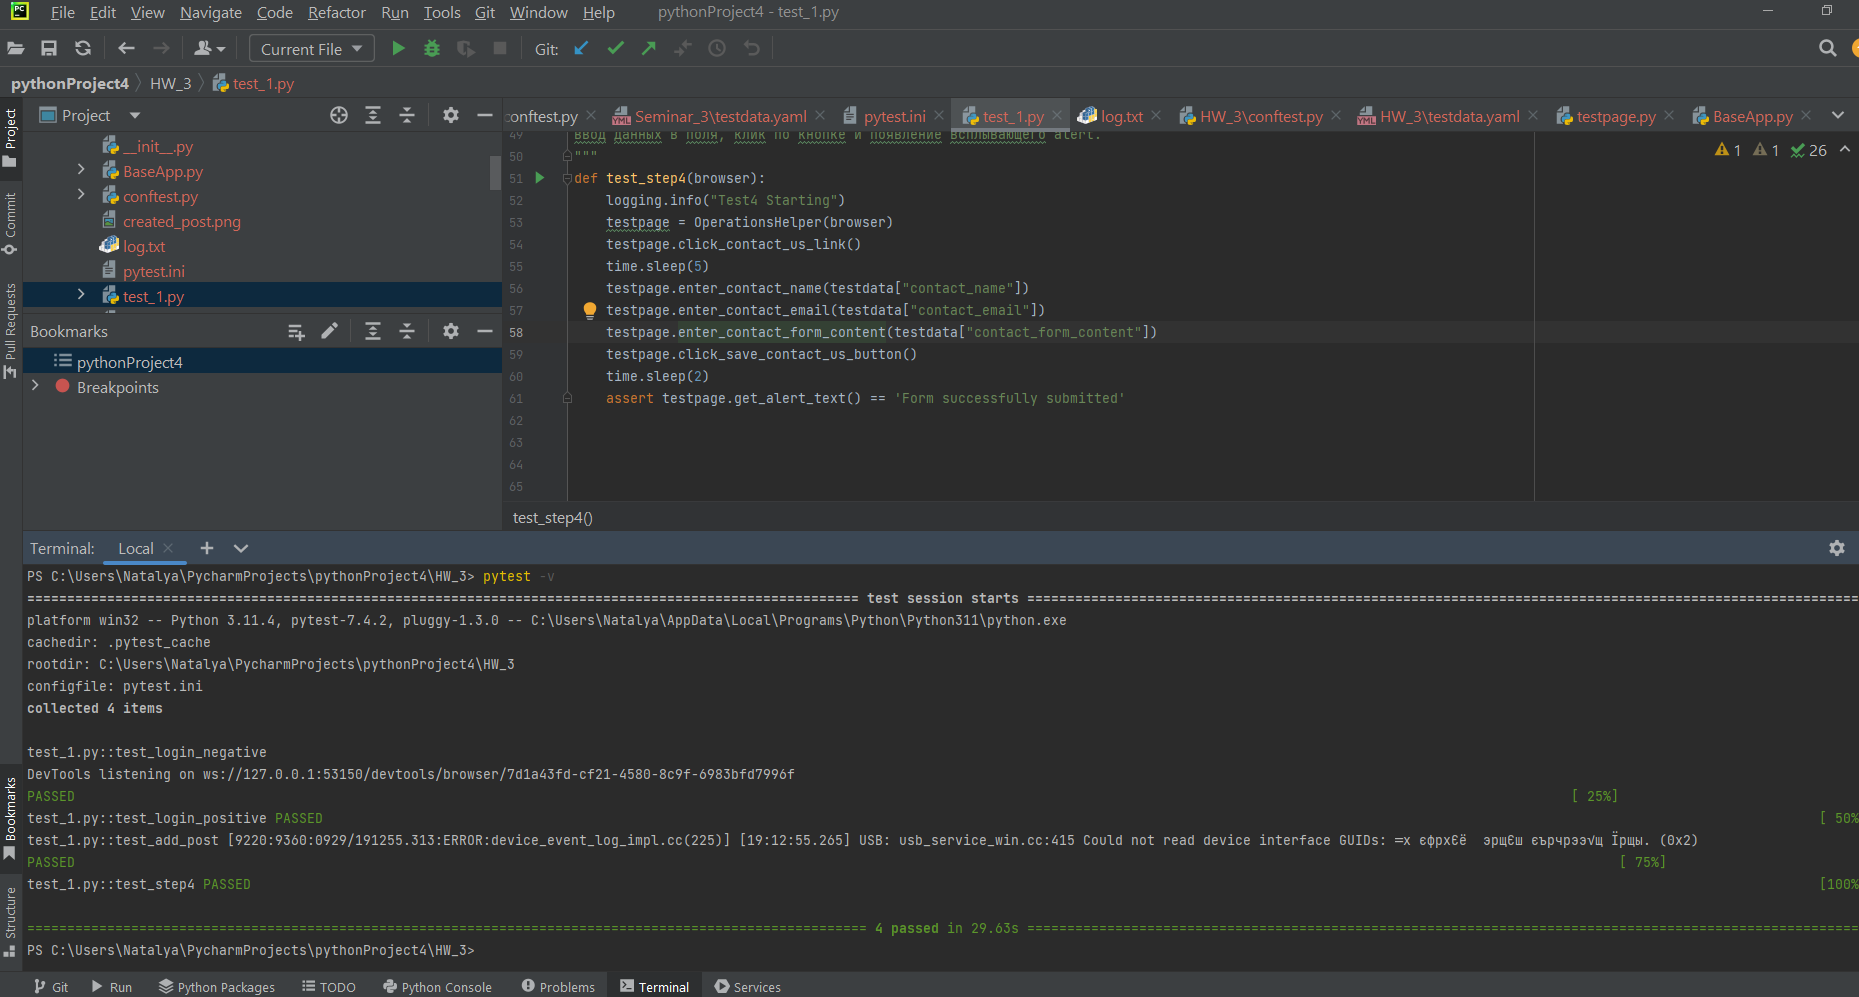 PC File Edit View Navigate Code Refactor Run Tools Git Window Help pythonProject4 - test_1.py
Current File Git:
pythonProject4 HW_3 test_1.py
Project
onftest.py Seminar_3\testdata.yaml pytest.ini test_1.py log.txt HW_3\conftest.py HW_3\testdata.yaml testpage.py BaseApp.py
__init__.py
BaseApp.py
conftest.py
created_post.png
log.txt
pytest.ini
test_1.py
Bookmarks
pythonProject4
Breakpoints
Project
Commit
Pull Requests
Bookmarks
Structure
1 1 26
49 ввод данных в поля, клик по кнопке и появление всплывающего alert.
50 """
51 def test_step4(browser):
52 logging.info("Test4 Starting")
53 testpage = OperationsHelper(browser)
54 testpage.click_contact_us_link()
55 time.sleep(5)
56 testpage.enter_contact_name(testdata["contact_name"])
57 testpage.enter_contact_email(testdata["contact_email"])
58 testpage.enter_contact_form_content(testdata["contact_form_content"])
59 testpage.click_save_contact_us_button()
60 time.sleep(2)
61 assert testpage.get_alert_text() == 'Form successfully submitted'
62
63
64
65
test_step4()
Terminal: Local
PS C:\Users\Natalya\PycharmProjects\pythonProject4\HW_3> pytest -v
test session starts
platform win32 -- Python 3.11.4, pytest-7.4.2, pluggy-1.3.0 -- C:\Users\Natalya\AppData\Local\Programs\Python\Python311\python.exe
cachedir: .pytest_cache
rootdir: C:\Users\Natalya\PycharmProjects\pythonProject4\HW_3
configfile: pytest.ini
collected 4 items
test_1.py::test_login_negative
DevTools listening on ws://127.0.0.1:53150/devtools/browser/7d1a43fd-cf21-4580-8c9f-6983bfd7996f
PASSED [ 25%]
test_1.py::test_login_positive PASSED [ 50%
test_1.py::test_add_post [9220:9360:0929/191255.313:ERROR:device_event_log_impl.cc(225)] [19:12:55.265] USB: usb_service_win.cc:415 Could not read device interface GUIDs: ═х єфрхЄё эрщЄш єърчрээ√щ Їрщы. (0x2)
PASSED [ 75%]
test_1.py::test_step4 PASSED [100%
4 passed in 29.63s
PS C:\Users\Natalya\PycharmProjects\pythonProject4\HW_3>
Git Run Python Packages TODO Python Console Problems Terminal Services